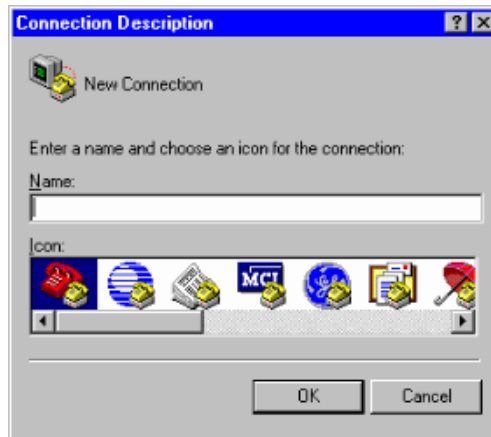 Connection Description
New Connection
Enter a name and choose an icon for the connection:
Name:
Icon:
MCI
OK
Cancel